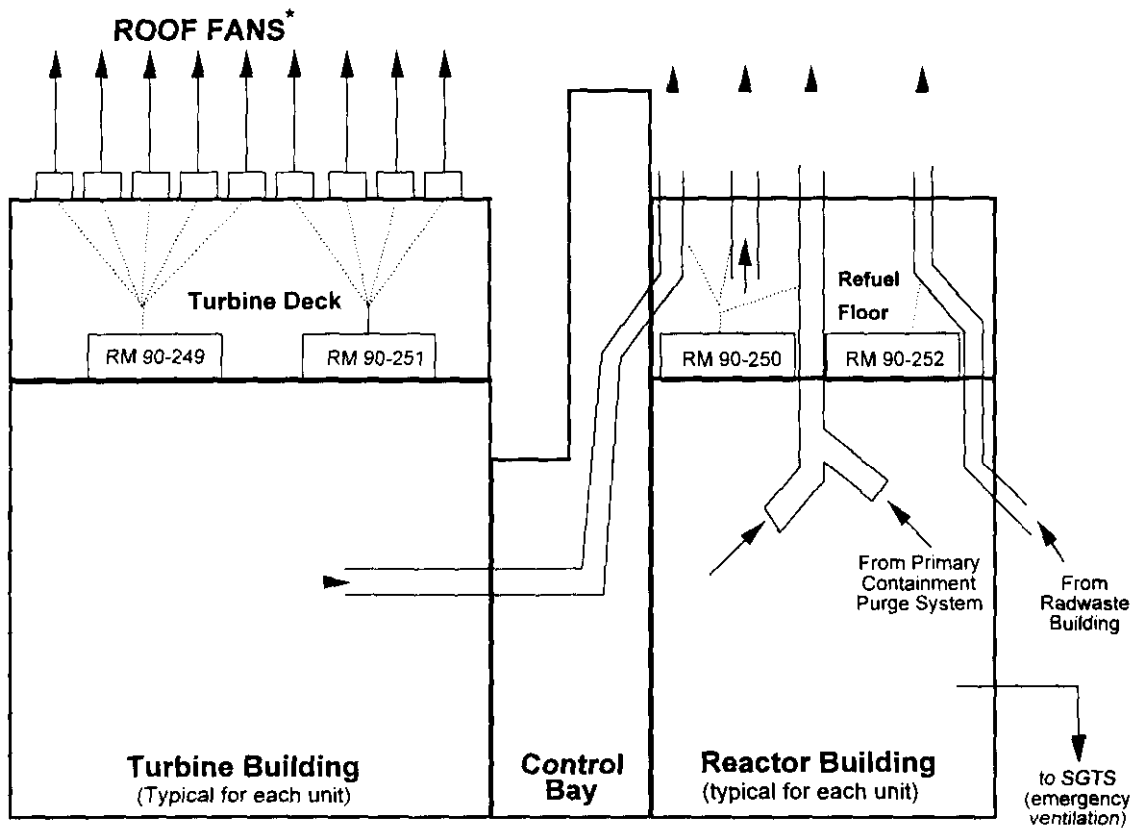 ROOF FANS*
Turbine Deck
RM 90-249
RM 90-251
Refuel
Floor
RM 90-250
RM 90-252
From Primary
Containment
Purge System
From
Radwaste
Building
Turbine Building
(Typical for each unit)
Control
Bay
Reactor Building
(typical for each unit)
to SGTS
(emergency
ventilation)